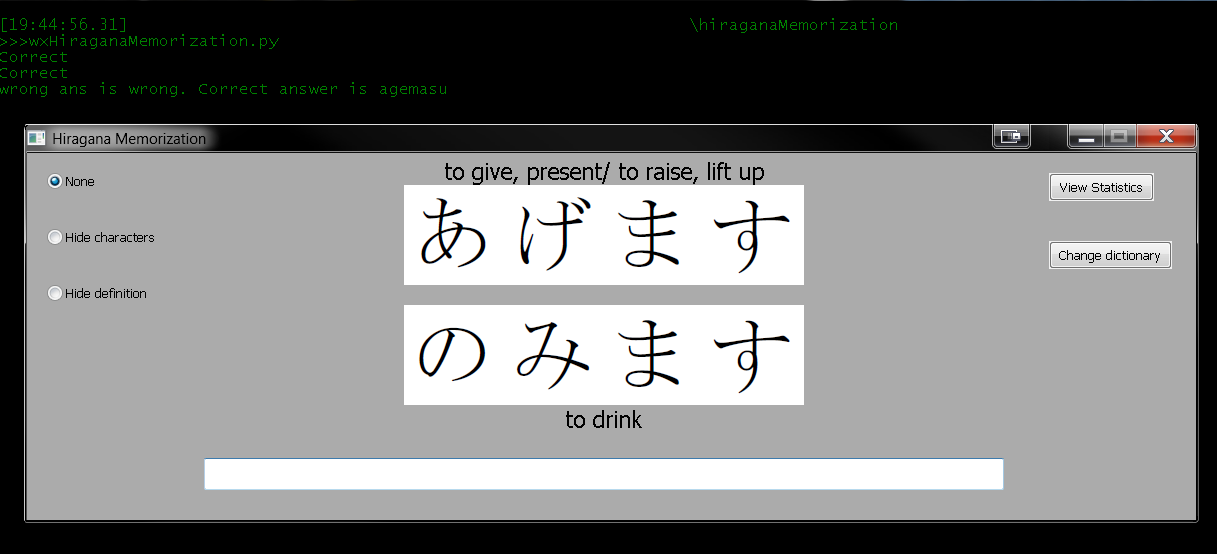 [19:44:56.31] \hiraganaMemorization
>>>wxHiraganaMemorization.py
Correct
Correct
wrong ans is wrong. Correct answer is agemasu
Hiragana Memorization
None
Hide characters
Hide definition
to give, present/ to raise, lift up
あげます
のみます
to drink
View Statistics
Change dictionary